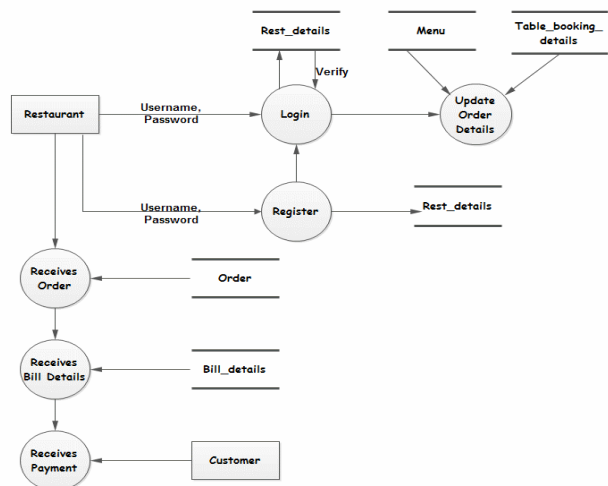 Rest_details
Menu
Table_booking_
details
Verify
Restaurant
Username,
Password
Login
Update
Order
Details
Username,
Password
Register
Rest_details
Receives
Order
Order
Receives
Bill Details
Bill_details
Receives
Payment
Customer